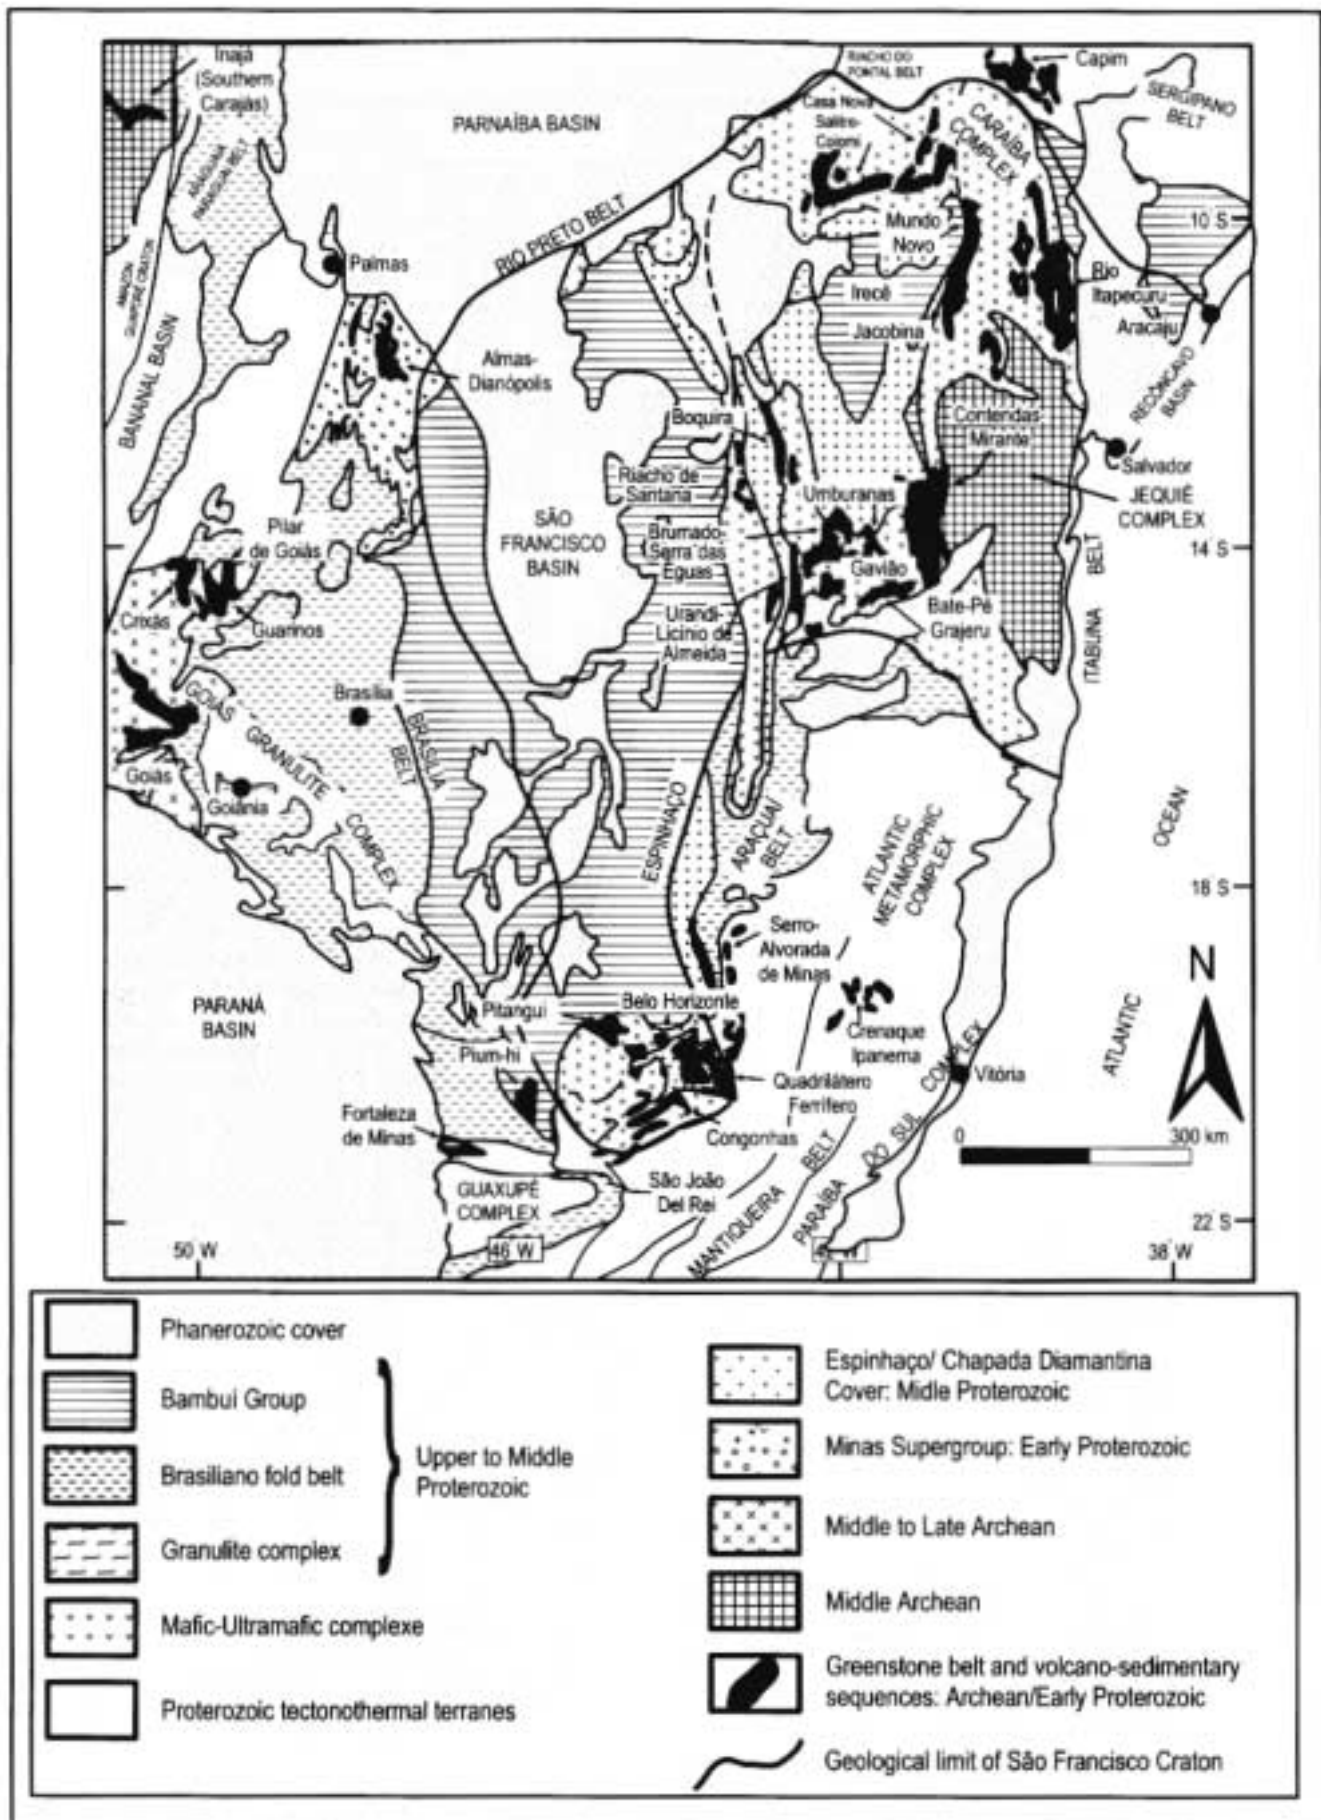 Inajá
(Southern
Carajás)
RIACHO DO
PONTAL BELT
Capim
SERGIPANO
BELT
PARNAÍBA BASIN
Casa Nova
Salitre-
Colomi
CARAÍBA
COMPLEX
PARAGUAI BELT
10 S
Mundo
Novo
RIO PRETO BELT
Palmas
Rio
Itapecuru
Aracaju
Irecê
Jacobina
BANANAL BASIN
Almas-
Dianópolis
RECÔNCAVO
BASIN
Boquira
Contendas
Mirante
Salvador
Riacho de
Santana
Umburanas
JEQUIÉ
COMPLEX
SÃO
FRANCISCO
BASIN
Pilar
de Goiás
Brumado-
Serra das
Éguas
14 S
Gavião
ITABUNA BELT
Bate-Pé
Grajeru
Crixás
Guarinos
Urandi-
Licínio de
Almeida
GOIÁS
GRANULITE
COMPLEX
Brasília
BRASÍLIA
BELT
Goiás
Goiânia
ESPINHAÇO
ARAÇUAÍ
BELT
ATLANTIC
METAMORPHIC
COMPLEX
OCEAN
18 S
Serro-
Alvorada
de Minas
N
PARANÁ
BASIN
Pitangui
Belo Horizonte
Crenaque
Ipanema
ATLANTIC
Pium-hi
Quadrilátero
Ferrífero
Vitória
Fortaleza
de Minas
Congonhas
0
300 km
GUAXUPÉ
COMPLEX
São João
Del Rei
MANTIQUEIRA BELT
PARAÍBA DO SUL COMPLEX
22 S
50 W
46 W
38 W
Phanerozoic cover
Bambuí Group
Brasiliano fold belt
Granullite complex
Upper to Middle
Proterozoic
Mafic-Ultramafic complexe
Proterozoic tectonothermal terranes
Espinhaço/ Chapada Diamantina
Cover: Midle Proterozoic
Minas Supergroup: Early Proterozoic
Middle to Late Archean
Middle Archean
Greenstone belt and volcano-sedimentary
sequences: Archean/Early Proterozoic
Geological limit of São Francisco Craton